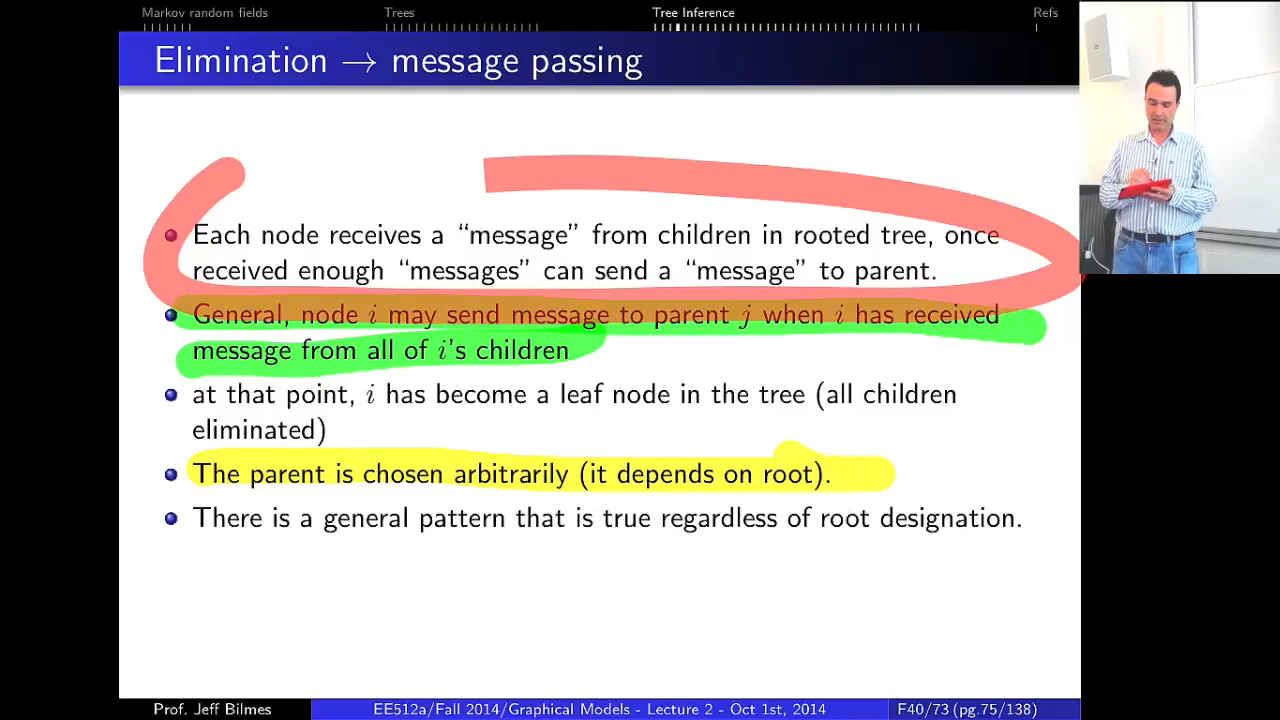 Markov random fields Trees Tree Inference Refs
Elimination → message passing
Each node receives a “message” from children in rooted tree, once
received enough “messages” can send a “message” to parent.
General, node i may send message to parent j when i has received
message from all of i’s children
at that point, i has become a leaf node in the tree (all children
eliminated)
The parent is chosen arbitrarily (it depends on root).
There is a general pattern that is true regardless of root designation.
Prof. Jeff Bilmes EE512a/Fall 2014/Graphical Models - Lecture 2 - Oct 1st, 2014 F40/73 (pg.75/138)